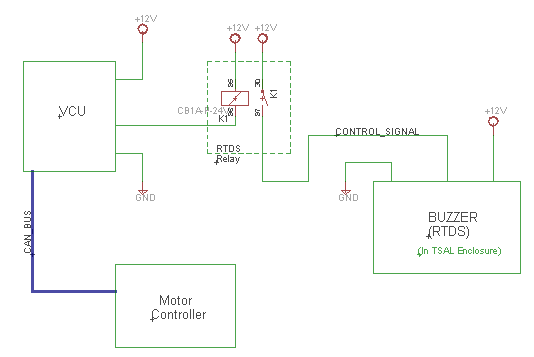 +12V
+12V
+12V
VCU
86
30
K1
CB1A-P-24V
85
K1
87
RTDS
Relay
CONTROL_SIGNAL
+12V
GND
GND
BUZZER
(RTDS)
(In TSAL Enclosure)
CAN_BUS
Motor
Controller